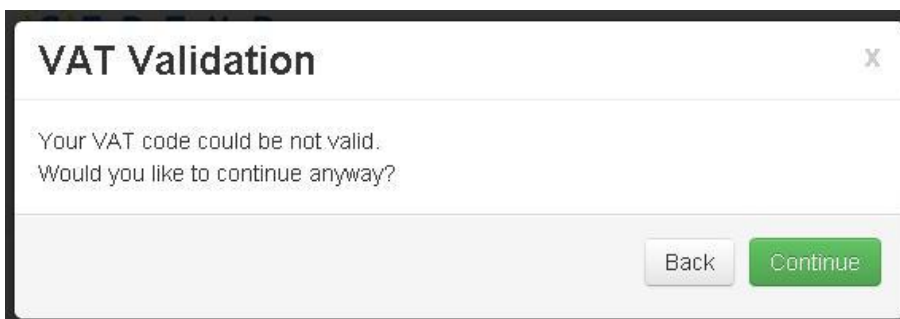 VAT Validation
x
Your VAT code could be not valid.
Would you like to continue anyway?
Back
Continue